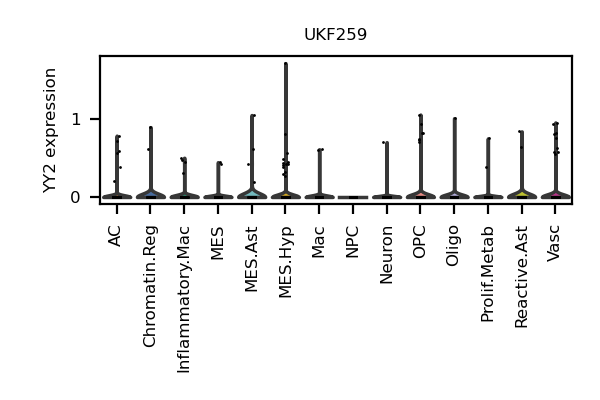 UKF259
YY2 expression
1
0
AC
Chromatin.Reg
Inflammatory.Mac
MES
MES.Ast
MES.Hyp
Mac
NPC
Neuron
OPC
Oligo
Prolif.Metab
Reactive.Ast
Vasc